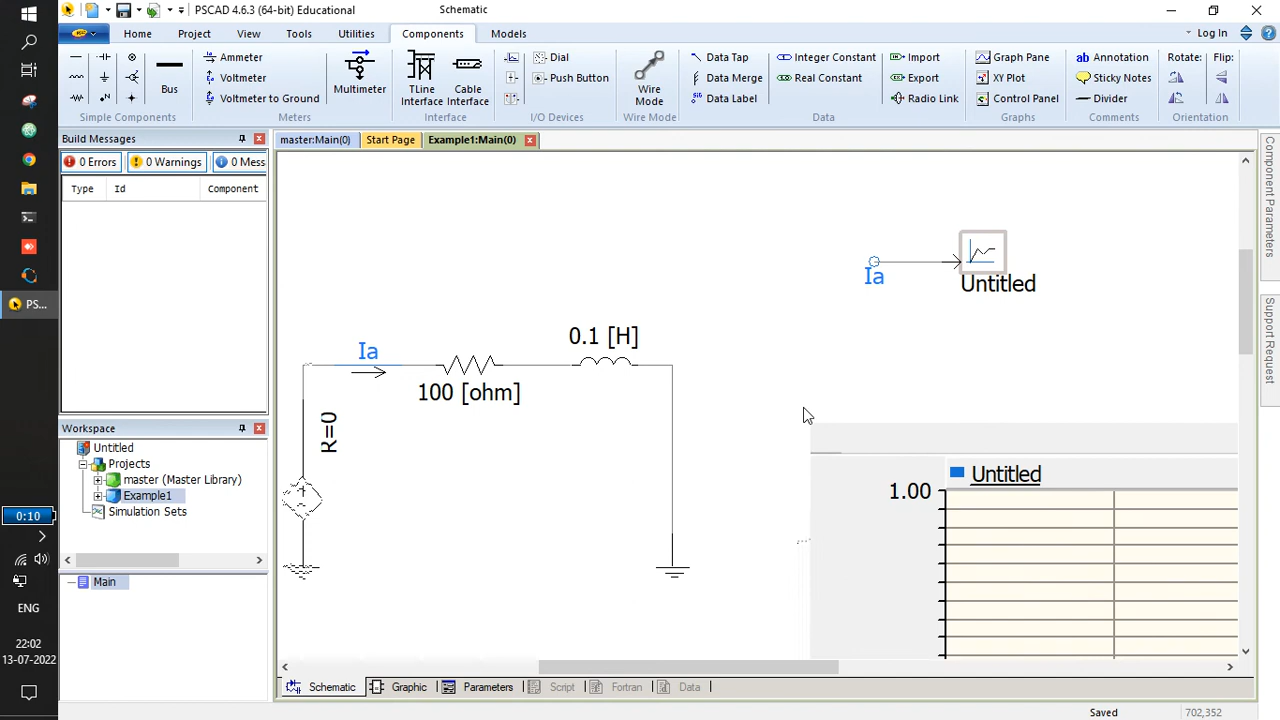 PSCAD 4.6.3 (64-bit) Educational
Schematic
Home
Project
View
Tools
Utilities
Components
Models
Log In
Ammeter
Voltmeter
Voltmeter to Ground
Simple Components
Bus
Meters
Multimeter
TLine Interface
Cable Interface
Interface
Dial
Push Button
I/O Devices
Wire Mode
Wire Mode
Data Tap
Data Merge
Data Label
Integer Constant
Real Constant
Import
Export
Radio Link
Data
Graph Pane
XY Plot
Control Panel
Graphs
Annotation
Sticky Notes
Divider
Comments
Rotate:
Flip:
Orientation
Build Messages
0 Errors
0 Warnings
0 Mess
Type
Id
Component
master:Main(0)
Start Page
Example1:Main(0)
Ia
Untitled
0.1 [H]
Ia
100 [ohm]
R=0
Untitled
1.00
Workspace
Untitled
Projects
master (Master Library)
Example1
Simulation Sets
Main
Component Parameters
Support Request
Schematic
Graphic
Parameters
Script
Fortran
Data
Saved
702,352
PS...
0:10
ENG
22:02
13-07-2022